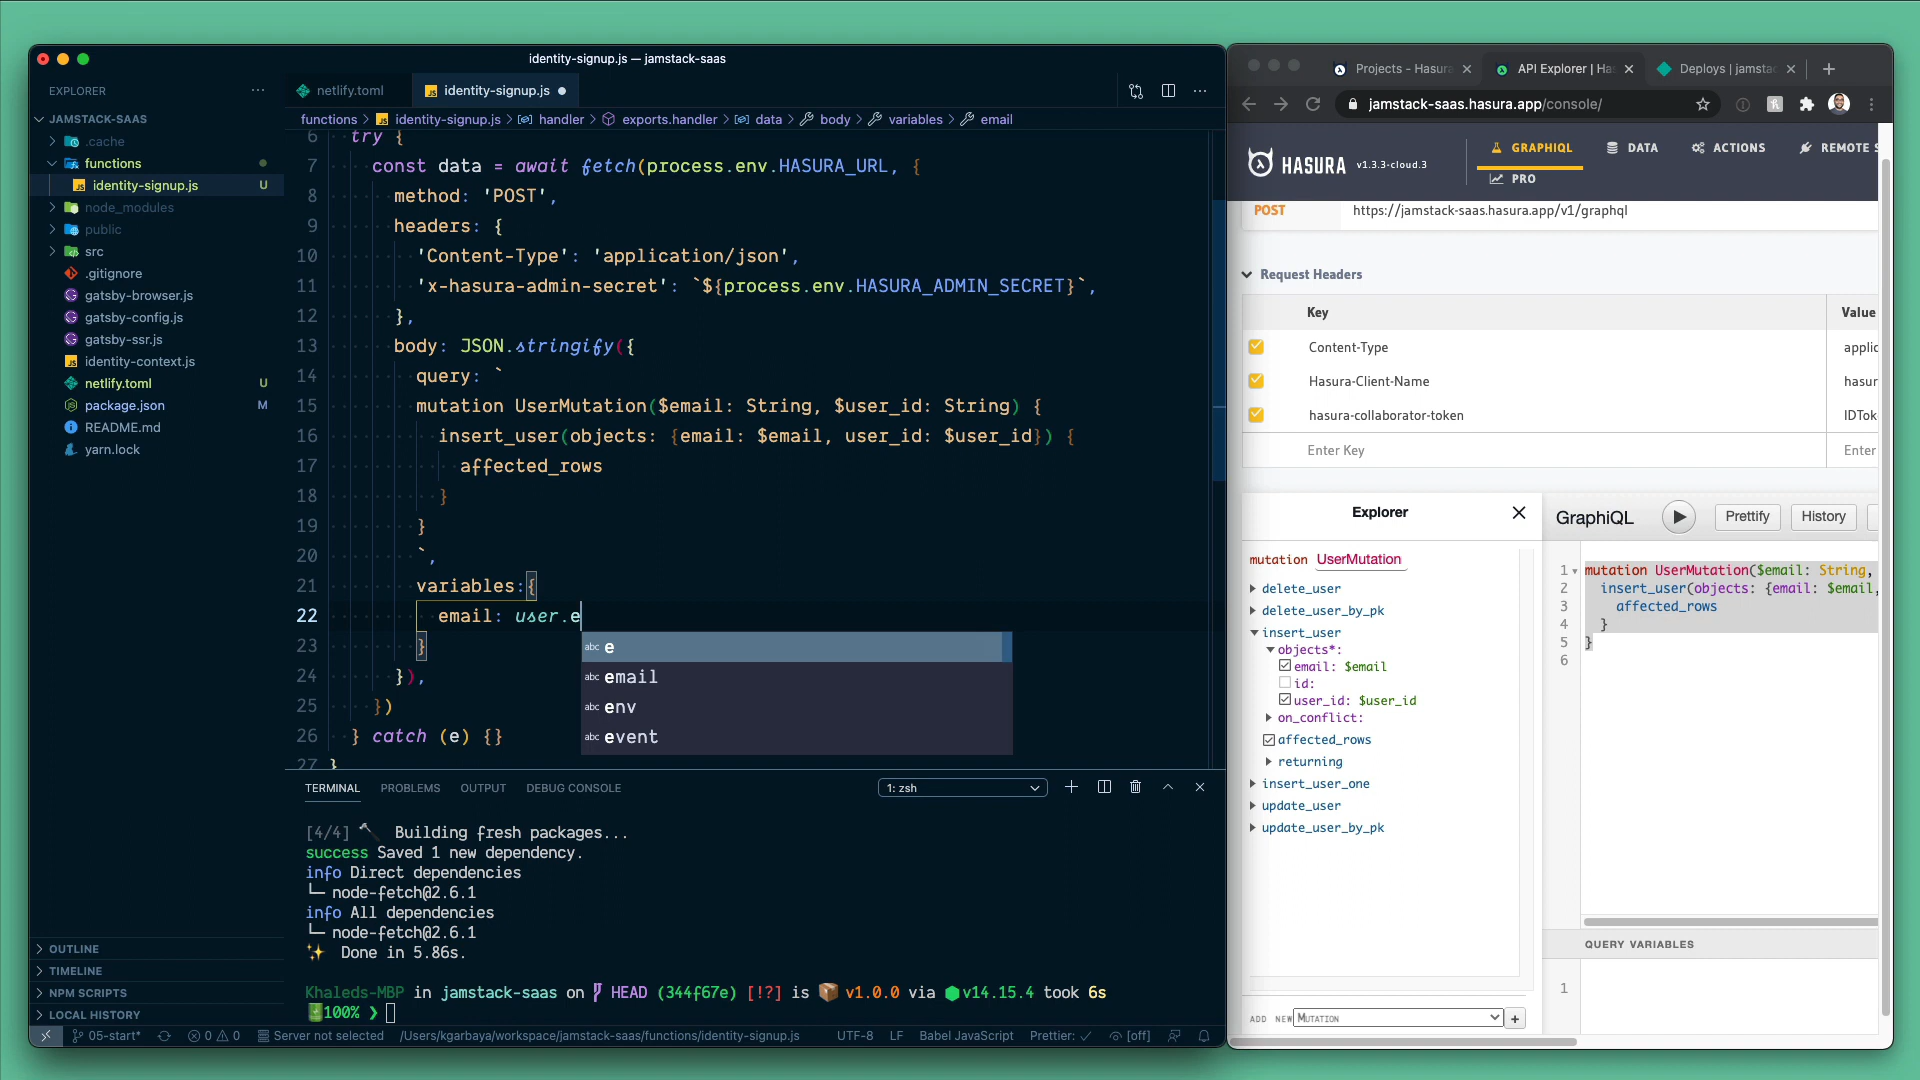 identity-signup.js — jamstack-saas
EXPLORER
JAMSTACK-SAAS
.cache
functions
identity-signup.js U
node_modules
public
src
.gitignore
gatsby-browser.js
gatsby-config.js
gatsby-ssr.js
identity-context.js
netlify.toml U
package.json M
README.md
yarn.lock
OUTLINE
TIMELINE
NPM SCRIPTS
LOCAL HISTORY
netlify.toml
identity-signup.js
functions > identity-signup.js > handler > exports.handler > data > body > variables > email
6 try {
7 const data = await fetch(process.env.HASURA_URL, {
8 method: 'POST',
9 headers: {
10 'Content-Type': 'application/json',
11 'x-hasura-admin-secret': `${process.env.HASURA_ADMIN_SECRET}`,
12 },
13 body: JSON.stringify({
14 query: `
15 mutation UserMutation($email: String, $user_id: String) {
16 insert_user(objects: {email: $email, user_id: $user_id}) {
17 affected_rows
18 }
19 }
20 `,
21 variables:{
22 email: user.e
23 }
24 }),
25 })
26 } catch (e) {}
27 }
abc e
abc email
abc env
abc event
TERMINAL PROBLEMS OUTPUT DEBUG CONSOLE
1: zsh
[4/4] 🔨 Building fresh packages...
success Saved 1 new dependency.
info Direct dependencies
└─ node-fetch@2.6.1
info All dependencies
└─ node-fetch@2.6.1
✨ Done in 5.86s.
Khaleds-MBP in jamstack-saas on HEAD (344f67e) [!?] is 📦 v1.0.0 via ⬢v14.15.4 took 6s
🔋100% ❯
05-start* 0 0 Server not selected /Users/kgarbaya/workspace/jamstack-saas/functions/identity-signup.js UTF-8 LF Babel JavaScript Prettier: ✓ [off]
Projects - Hasura
API Explorer | Has
Deploys | jamstac
jamstack-saas.hasura.app/console/
HASURA v1.3.3-cloud.3
GRAPHIQL
DATA
ACTIONS
REMOTE S
PRO
POST https://jamstack-saas.hasura.app/v1/graphql
Request Headers
Key Value
Content-Type applic
Hasura-Client-Name hasur
hasura-collaborator-token IDTok
Enter Key Enter
Explorer
mutation UserMutation
delete_user
delete_user_by_pk
insert_user
objects*:
email: $email
id:
user_id: $user_id
on_conflict:
affected_rows
returning
insert_user_one
update_user
update_user_by_pk
ADD NEW MUTATION +
GraphiQL
Prettify
History
1 mutation UserMutation($email: String,
2 insert_user(objects: {email: $email,
3 affected_rows
4 }
5 }
6
QUERY VARIABLES
1